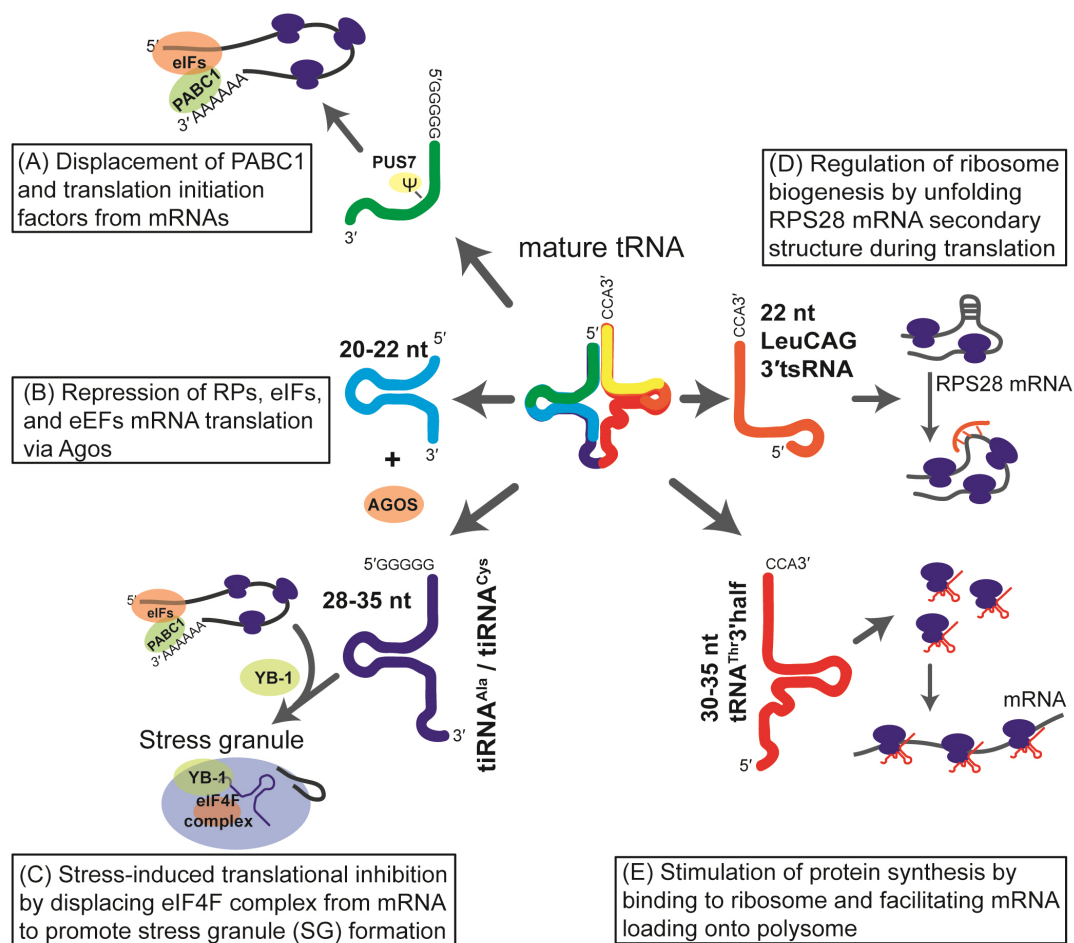 5′
eIFs
PABC1
3′AAAAAA
5′GGGGG
PUS7
Ψ
3′
(A) Displacement of PABC1
and translation initiation
factors from mRNAs
(D) Regulation of ribosome
biogenesis by unfolding
RPS28 mRNA secondary
structure during translation
mature tRNA
CCA3′
5′
20-22 nt
5′
3′
+
AGOS
(B) Repression of RPs, eIFs,
and eEFs mRNA translation
via Agos
CCA3′
22 nt
LeuCAG
3′tsRNA
5′
RPS28 mRNA
5′
eIFs
PABC1
3′AAAAAA
YB-1
5′GGGGG
28-35 nt
3′
tiRNAAla / tiRNACys
Stress granule
YB-1
eIF4F
complex
(C) Stress-induced translational inhibition
by displacing eIF4F complex from mRNA
to promote stress granule (SG) formation
CCA3′
30-35 nt
tRNAThr3′half
5′
mRNA
(E) Stimulation of protein synthesis by
binding to ribosome and facilitating mRNA
loading onto polysome